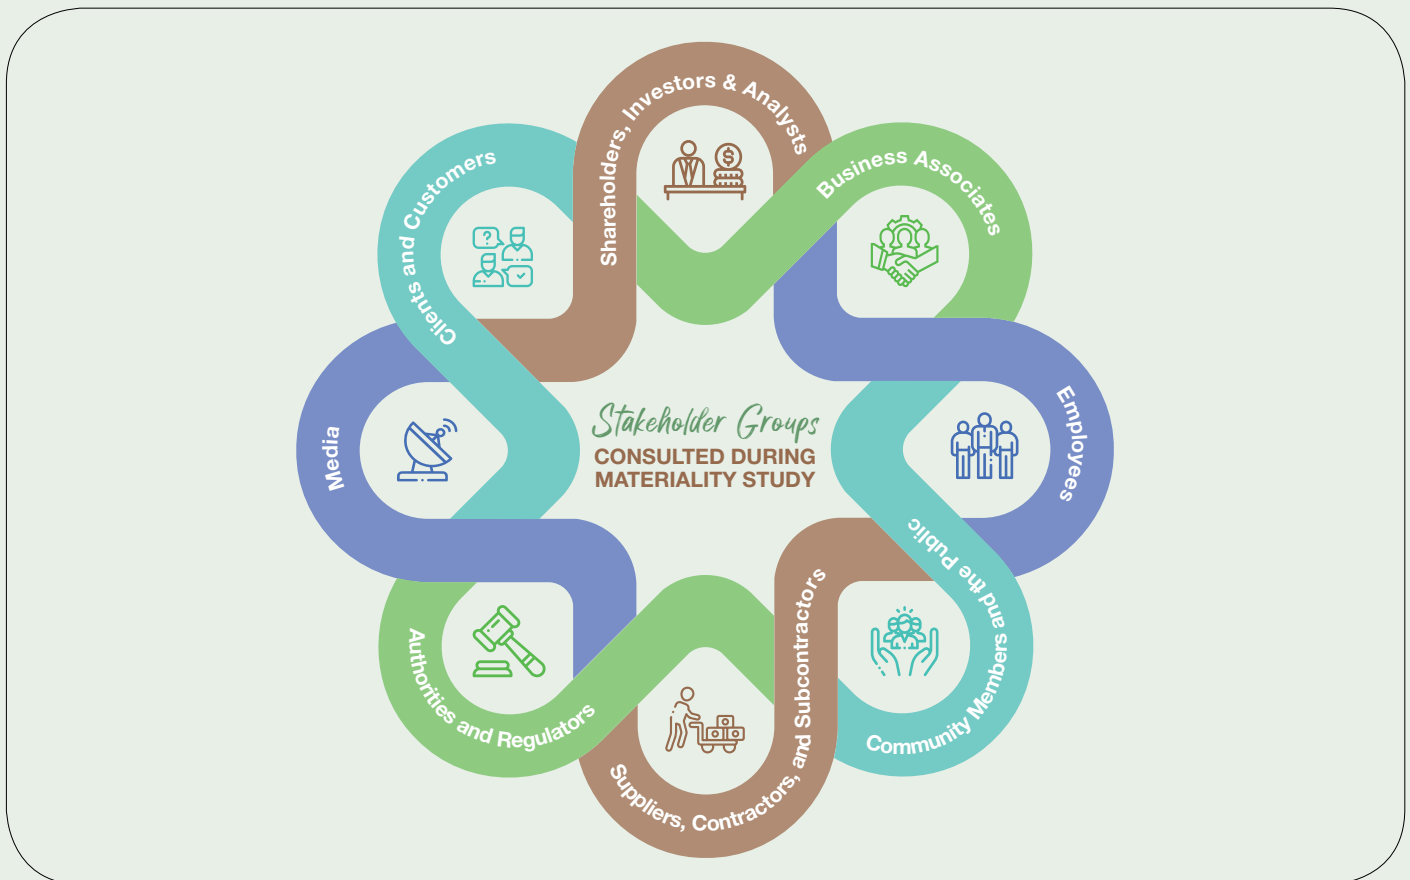 Shareholders, Investors & Analysts
Business Associates
Employees
Community Members and the Public
Suppliers, Contractors, and Subcontractors
Authorities and Regulators
Media
Clients and Customers
Stakeholder Groups
CONSULTED DURING
MATERIALITY STUDY